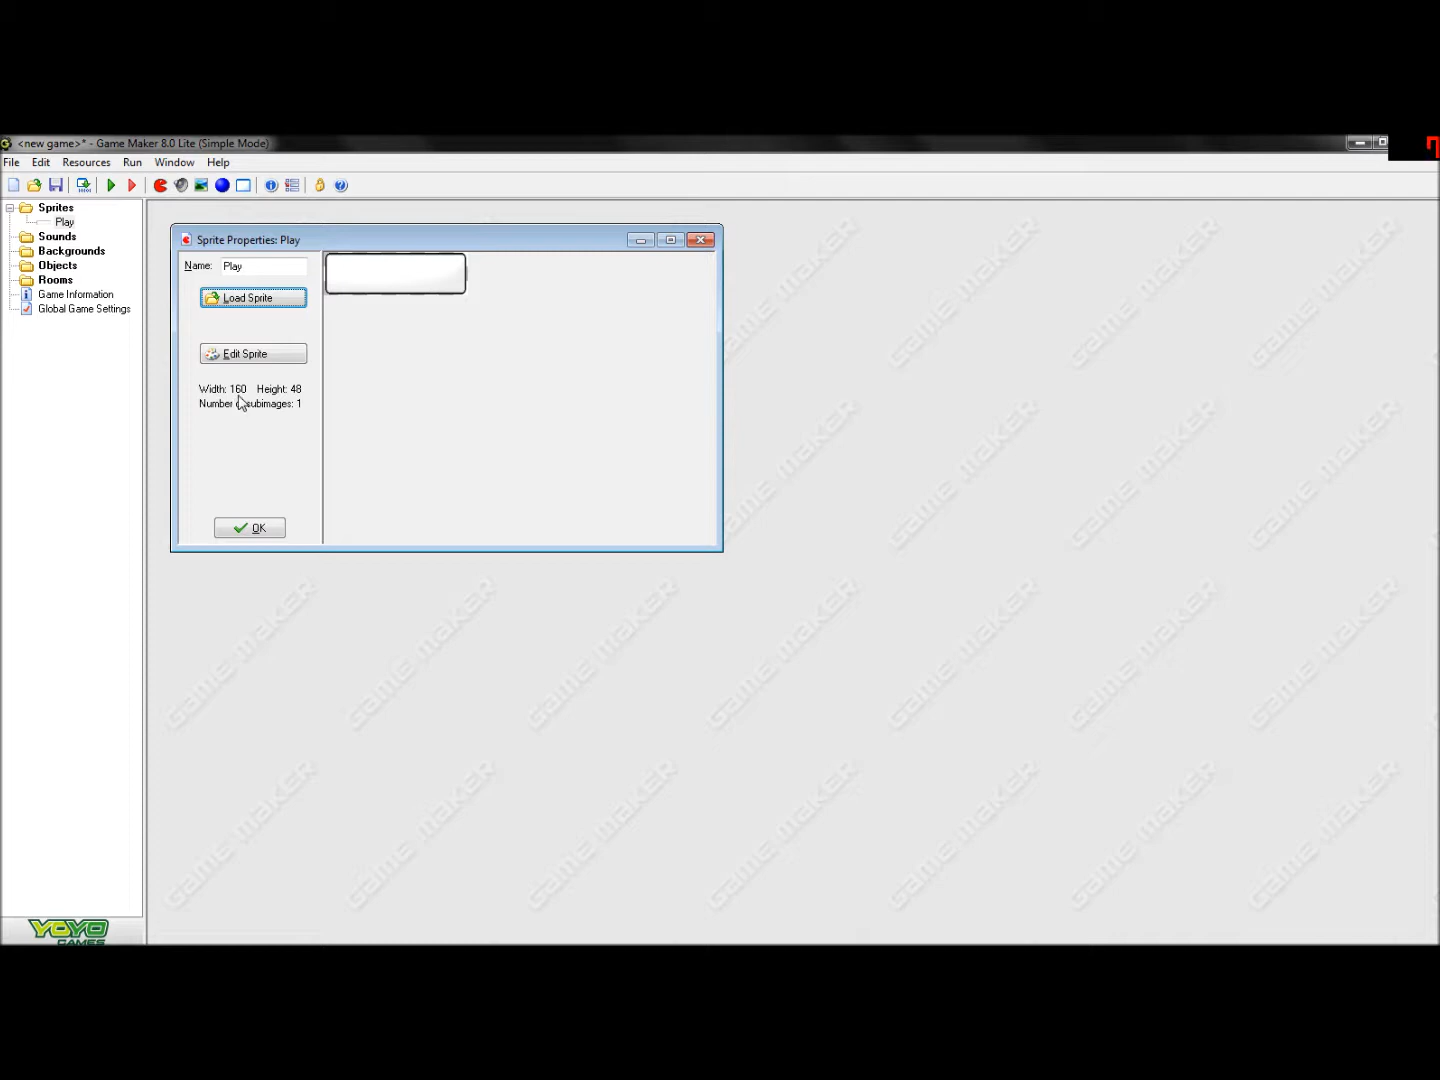 <new game>* - Game Maker 8.0 Lite (Simple Mode)
File Edit Resources Run Window Help
Sprites
Play
Sounds
Backgrounds
Objects
Rooms
Game Information
Global Game Settings
Sprite Properties: Play
Name: Play
Load Sprite
Edit Sprite
Width: 160 Height: 48
Number subimages: 1
OK
YOYO
GAMES
GAME MAKER